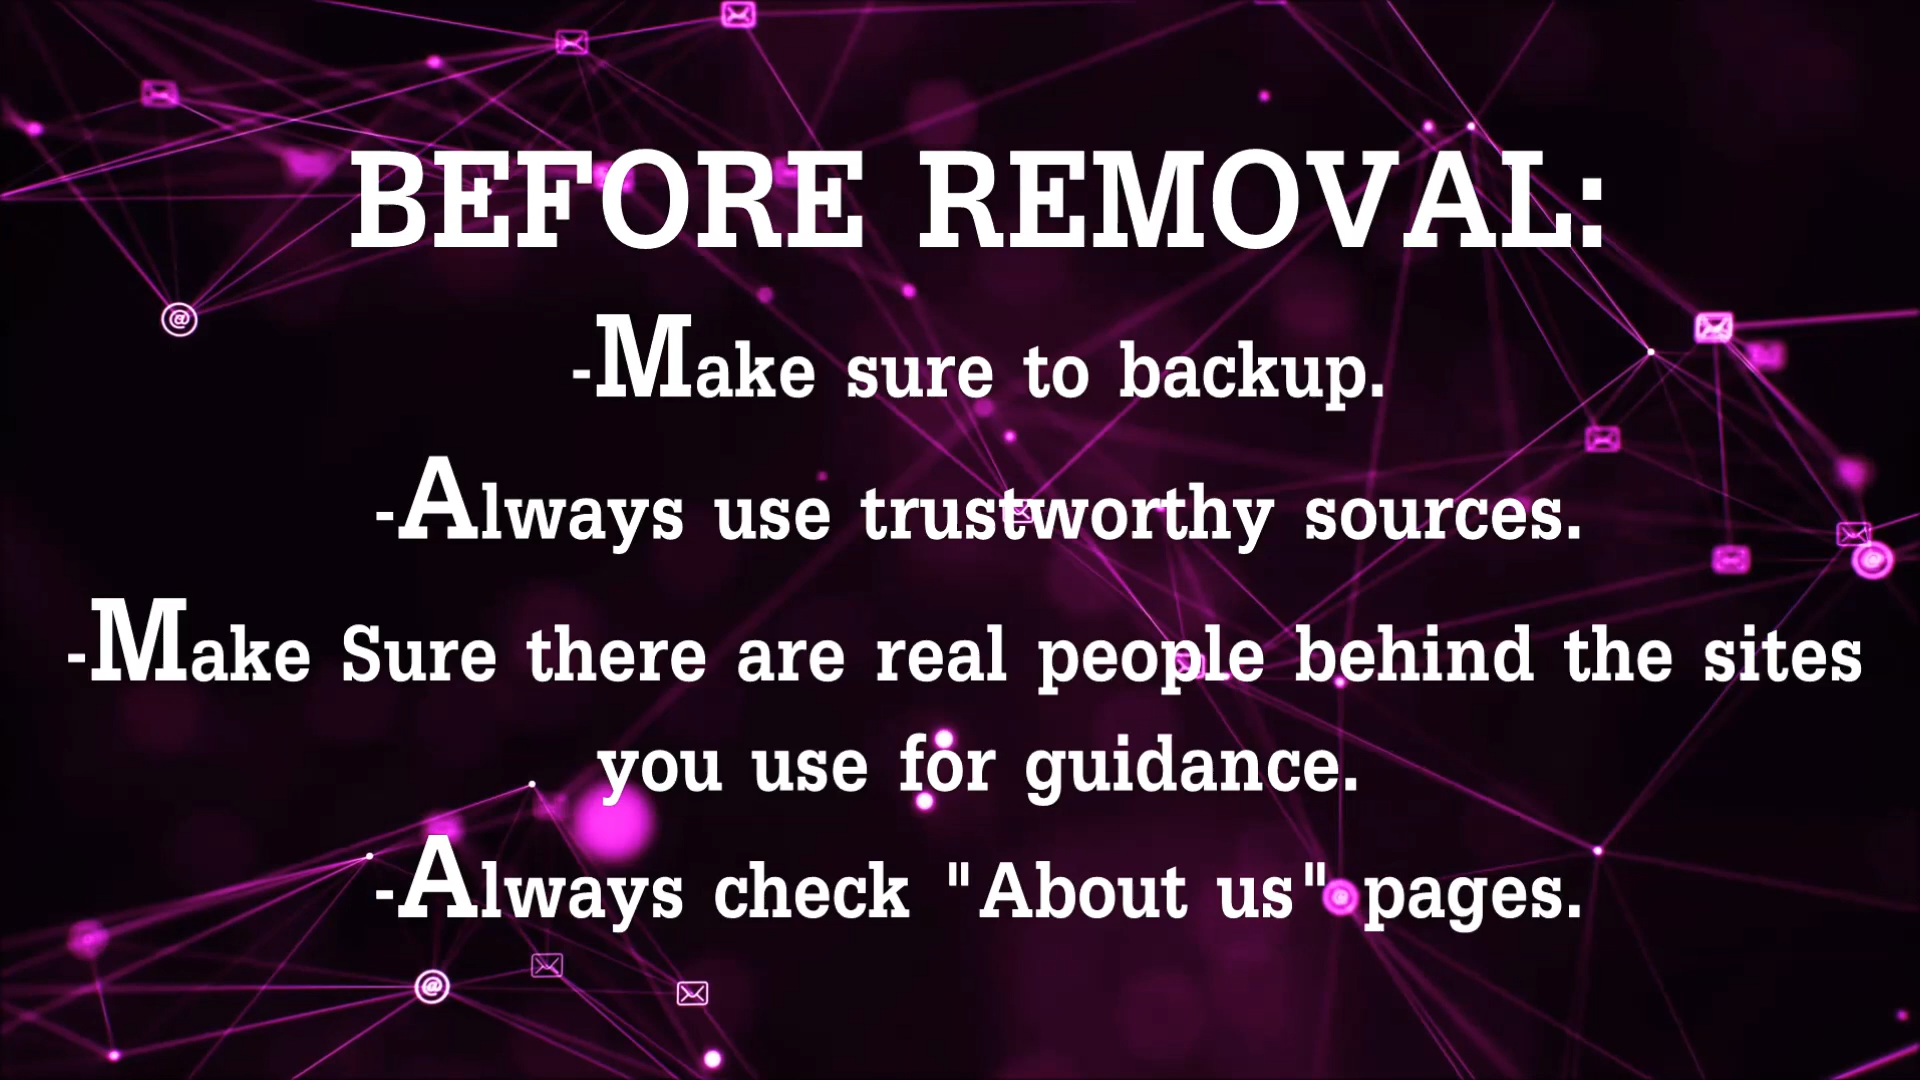 BEFORE REMOVAL:
-Make sure to backup.
-Always use trustworthy sources.
-Make Sure there are real people behind the sites
you use for guidance.
-Always check "About us" pages.